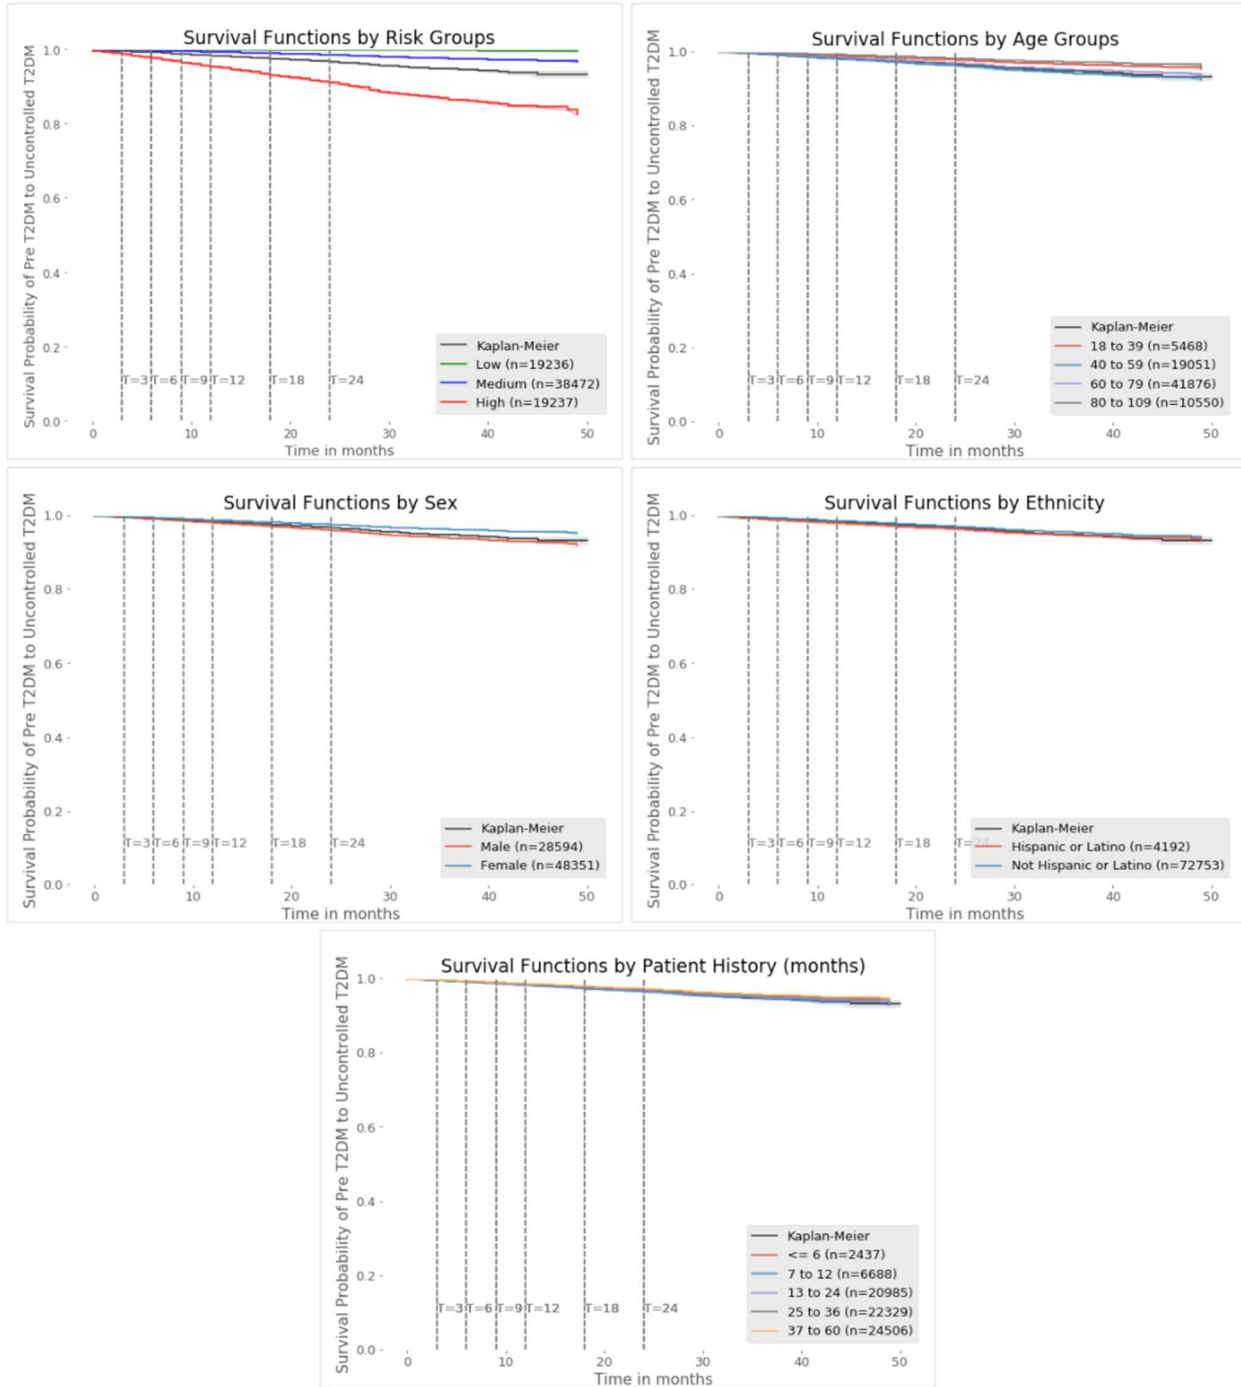 Survival Functions by Risk Groups
Survival Probability of Pre T2DM to Uncontrolled T2DM
1.0
0.8
0.6
0.4
0.2
0.0
T=3 T=6 T=9 T=12 T=18 T=24
Kaplan-Meier
Low (n=19236)
Medium (n=38472)
High (n=19237)
0 10 20 30 40 50
Time in months
Survival Functions by Age Groups
Survival Probability of Pre T2DM to Uncontrolled T2DM
1.0
0.8
0.6
0.4
0.2
0.0
T=3 T=6 T=9 T=12 T=18 T=24
Kaplan-Meier
18 to 39 (n=5468)
40 to 59 (n=19051)
60 to 79 (n=41876)
80 to 109 (n=10550)
0 10 20 30 40 50
Time in months
Survival Functions by Sex
Survival Probability of Pre T2DM to Uncontrolled T2DM
1.0
0.8
0.6
0.4
0.2
0.0
T=3 T=6 T=9 T=12 T=18 T=24
Kaplan-Meier
Male (n=28594)
Female (n=48351)
0 10 20 30 40 50
Time in months
Survival Functions by Ethnicity
Survival Probability of Pre T2DM to Uncontrolled T2DM
1.0
0.8
0.6
0.4
0.2
0.0
T=3 T=6 T=9 T=12 T=18 T=24
Kaplan-Meier
Hispanic or Latino (n=4192)
Not Hispanic or Latino (n=72753)
0 10 20 30 40 50
Time in months
Survival Functions by Patient History (months)
Survival Probability of Pre T2DM to Uncontrolled T2DM
1.0
0.8
0.6
0.4
0.2
0.0
T=3 T=6 T=9 T=12 T=18 T=24
Kaplan-Meier
<= 6 (n=2437)
7 to 12 (n=6688)
13 to 24 (n=20985)
25 to 36 (n=22329)
37 to 60 (n=24506)
0 10 20 30 40 50
Time in months